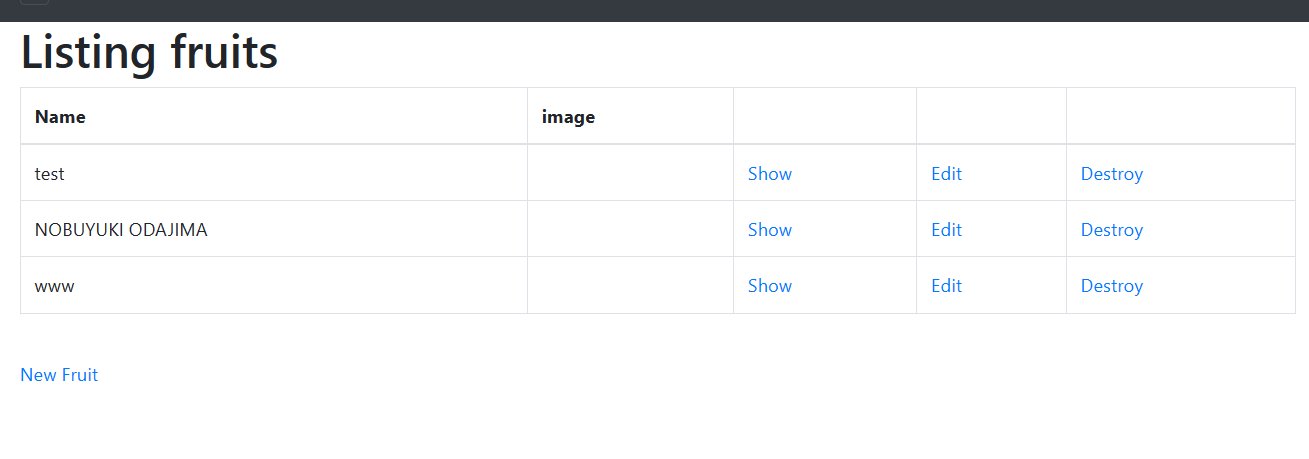 Listing fruits
Name image
test Show Edit Destroy
NOBUYUKI ODAJIMA Show Edit Destroy
www Show Edit Destroy
New Fruit